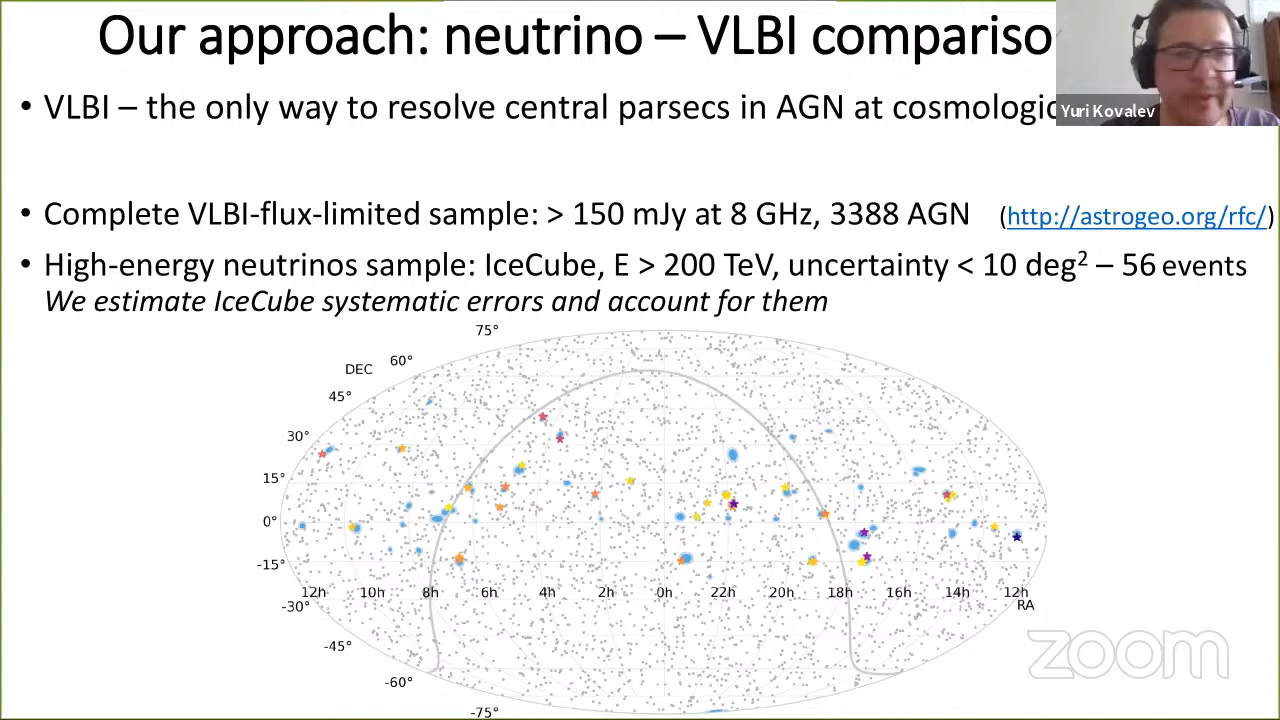 Our approach: neutrino – VLBI compariso
• VLBI – the only way to resolve central parsecs in AGN at cosmologic
Yuri Kovalev
• Complete VLBI-flux-limited sample: > 150 mJy at 8 GHz, 3388 AGN (http://astrogeo.org/rfc/)
• High-energy neutrinos sample: IceCube, E > 200 TeV, uncertainty < 10 deg² – 56 events
We estimate IceCube systematic errors and account for them
75°
60°
DEC
45°
30°
15°
0°
-15°
12h 10h 8h 6h 4h 2h 0h 22h 20h 18h 16h 14h 12h
-30°
RA
-45°
-60°
-75°
zoom